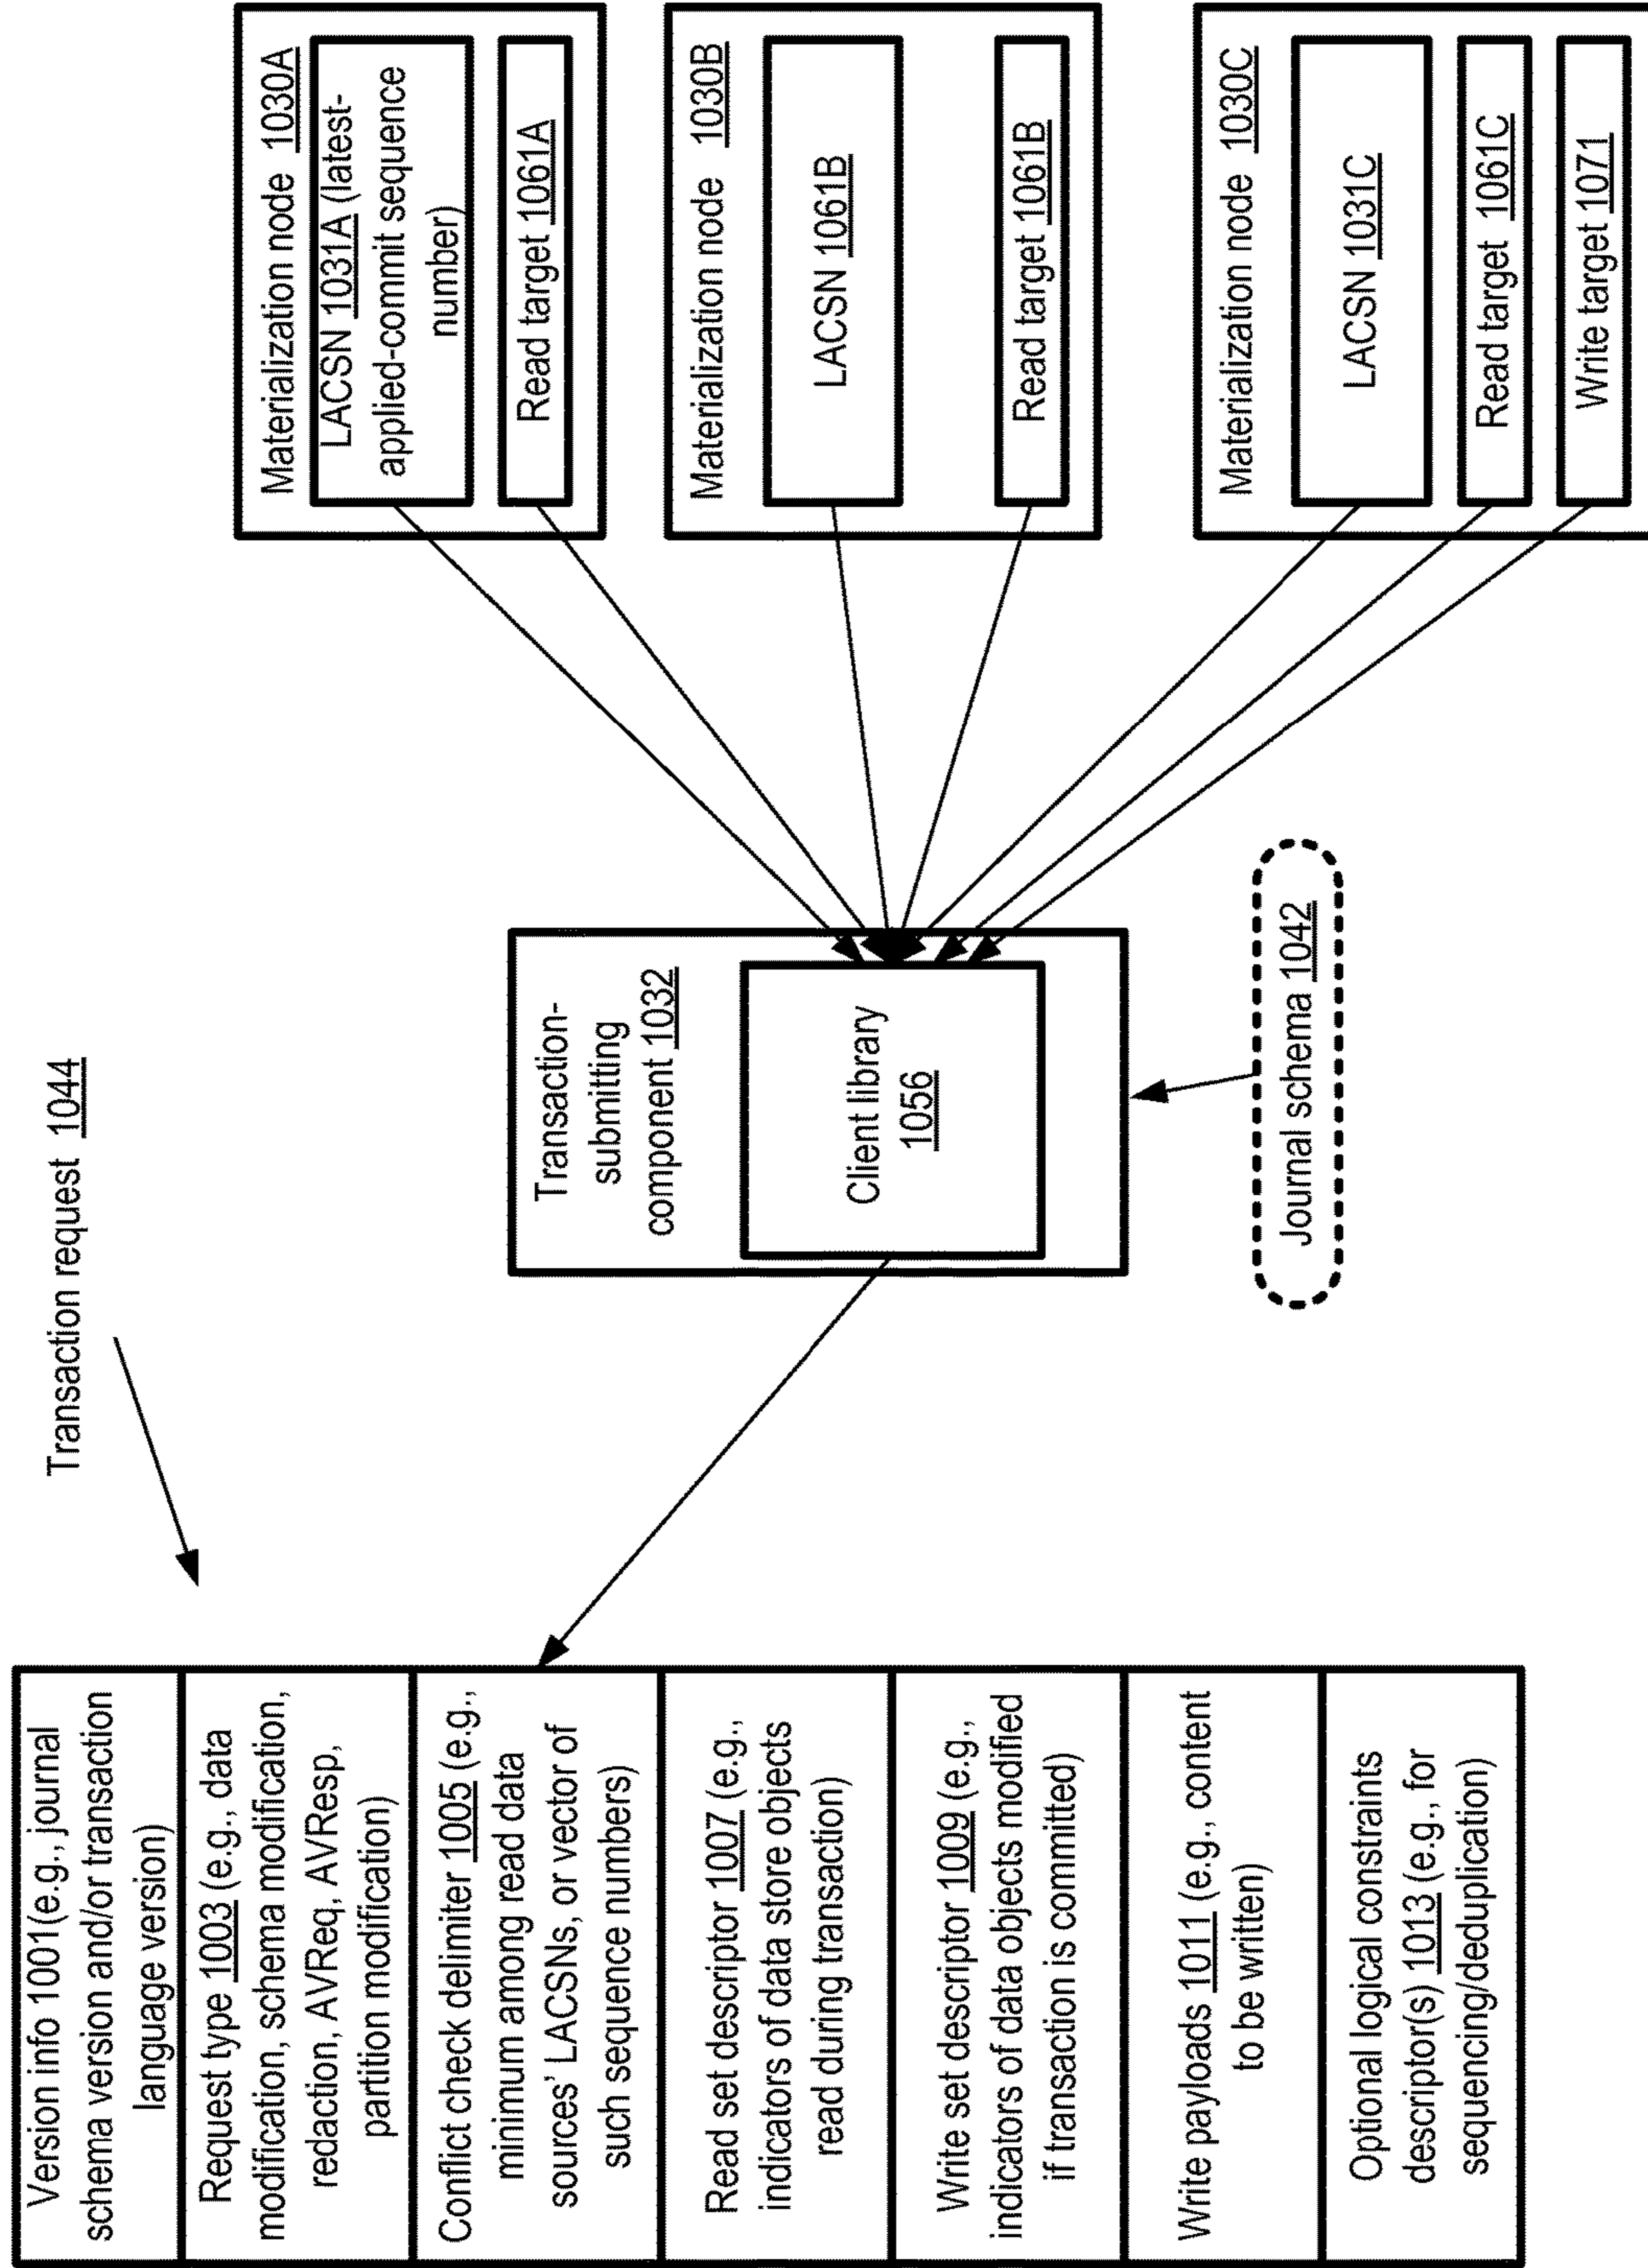 Transaction request 1044
Version info 1001(e.g., journal
schema version and/or transaction
language version)
Request type 1003 (e.g., data
modification, schema modification,
redaction, AVReq, AVResp,
partition modification)
Conflict check delimiter 1005 (e.g.,
minimum among read data
sources' LACSNs, or vector of
such sequence numbers)
Read set descriptor 1007 (e.g.,
indicators of data store objects
read during transaction)
Write set descriptor 1009 (e.g.,
indicators of data objects modified
if transaction is committed)
Write payloads 1011 (e.g., content
to be written)
Optional logical constraints
descriptor(s) 1013 (e.g., for
sequencing/deduplication)
Transaction-
submitting
component 1032
Client library
1056
Journal schema 1042
Materialization node 1030A
LACSN 1031A (latest-
applied-commit sequence
number)
Read target 1061A
Materialization node 1030B
LACSN 1061B
Read target 1061B
Materialization node 1030C
LACSN 1031C
Read target 1061C
Write target 1071